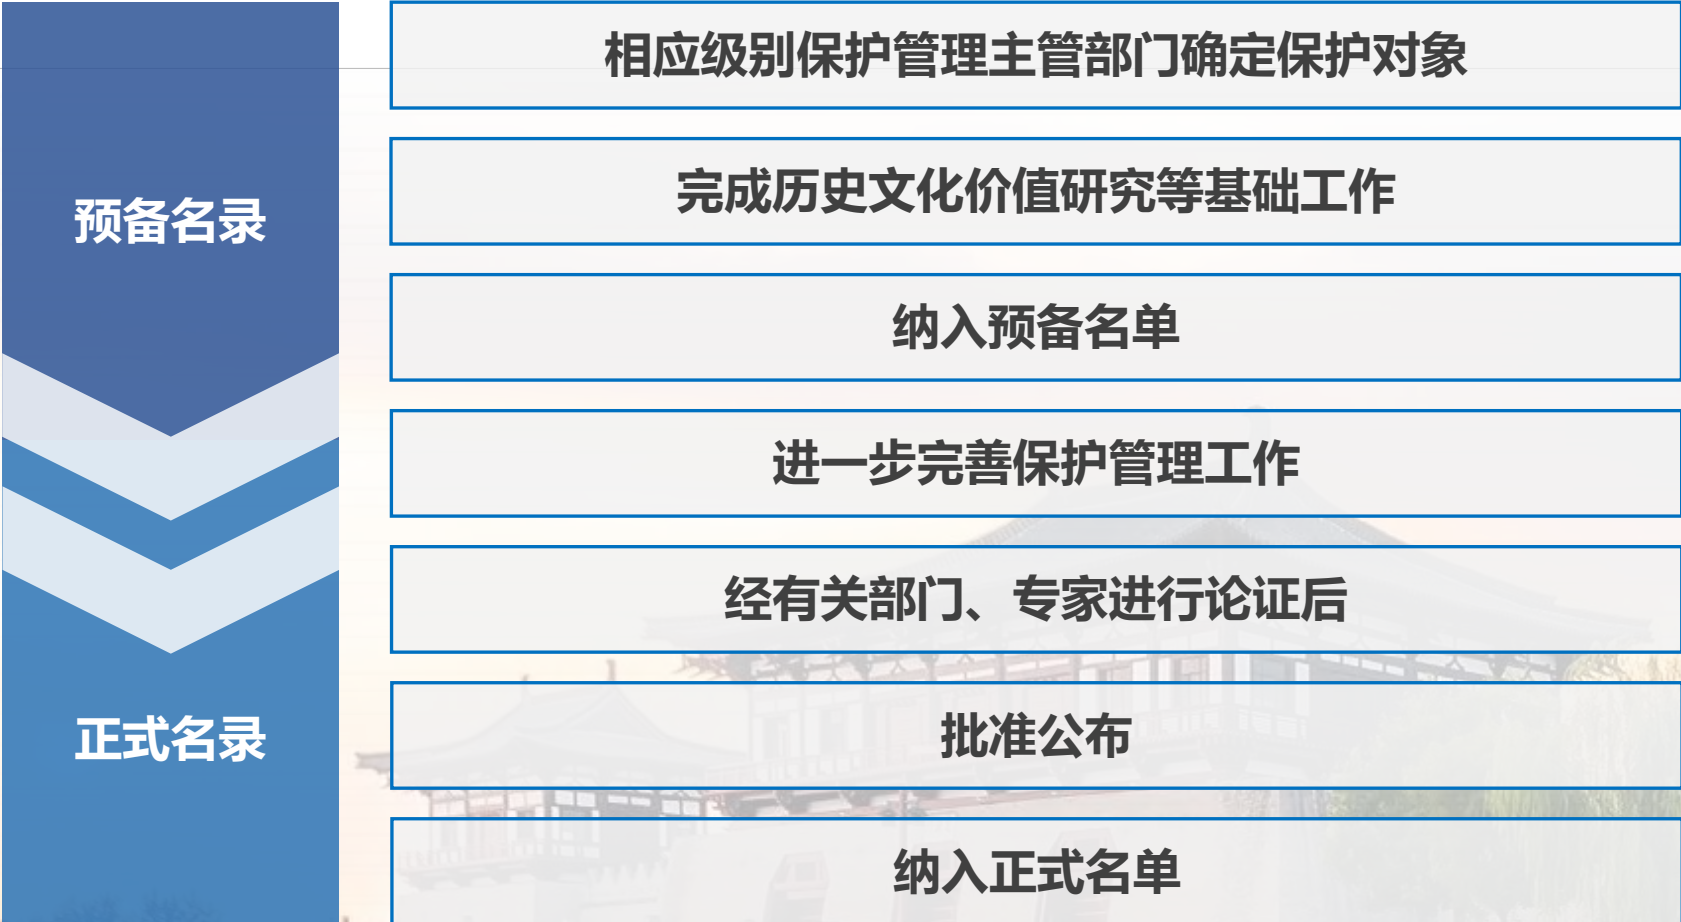 预备名录
相应级别保护管理主管部门确定保护对象
完成历史文化价值研究等基础工作
纳入预备名单
进一步完善保护管理工作
正式名录
经有关部门、专家进行论证后
批准公布
纳入正式名单